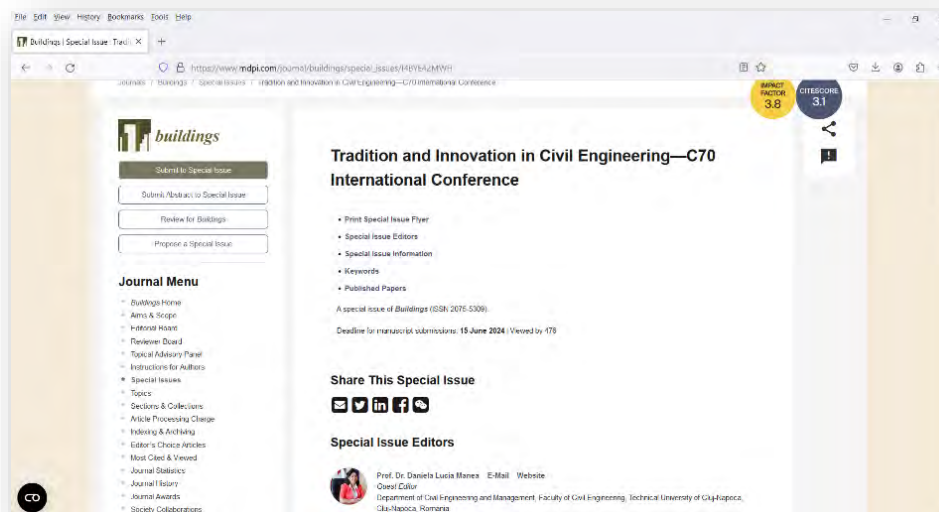 File Edit View History Bookmarks Tools Help
Buildings | Special Issue : Traditi
https://www.mdpi.com/journal/buildings/special_issues/
Journals / Buildings / Special Issues / Tradition and Innovation in Civil Engineering—C70 International Conference
IMPACT FACTOR 3.8
CITESCORE 3.1
buildings
Submit to Special Issue
Submit Abstract to Special Issue
Review for Buildings
Propose a Special Issue
Journal Menu
Buildings Home
Aims & Scope
Editorial Board
Reviewer Board
Topical Advisory Panel
Instructions for Authors
Special Issues
Topics
Sections & Collections
Article Processing Charge
Indexing & Archiving
Editor's Choice Articles
Most Cited & Viewed
Journal Statistics
Journal History
Journal Awards
Society Collaborations
Tradition and Innovation in Civil Engineering—C70
International Conference
Print Special Issue Flyer
Special Issue Editors
Special Issue Information
Keywords
Published Papers
A special issue of Buildings (ISSN 2075-5309).
Deadline for manuscript submissions: 15 June 2024 | Viewed by 476
Share This Special Issue
Special Issue Editors
Prof. Dr. Daniela Lucia Manea E-Mail Website
Guest Editor
Department of Civil Engineering and Management, Faculty of Civil Engineering, Technical University of Cluj-Napoca,
Cluj-Napoca, Romania